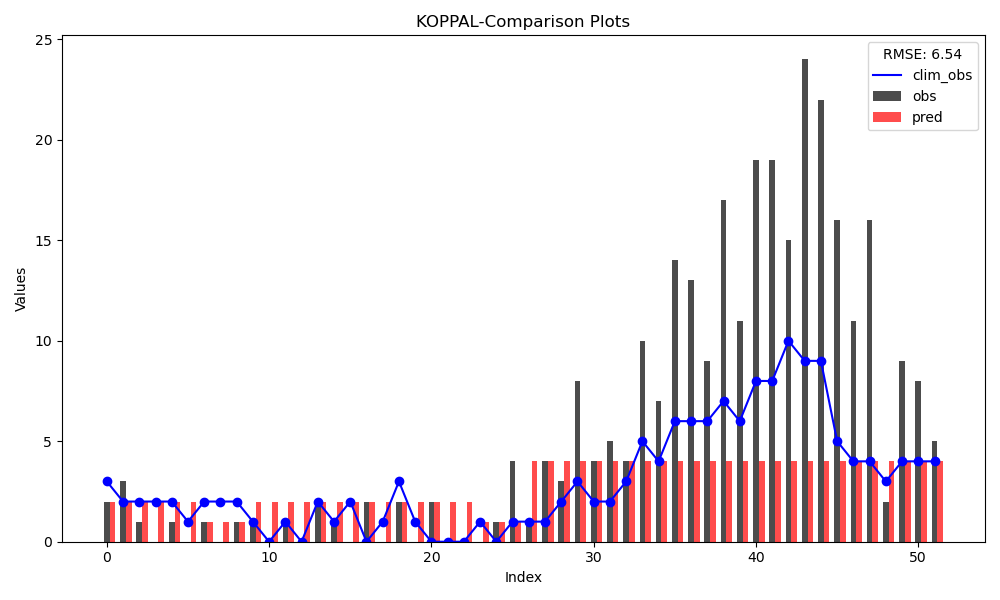 KOPPAL-Comparison Plots
RMSE: 6.54
clim_obs
obs
pred
Values
25
20
15
10
5
0
0 10 20 30 40 50
Index